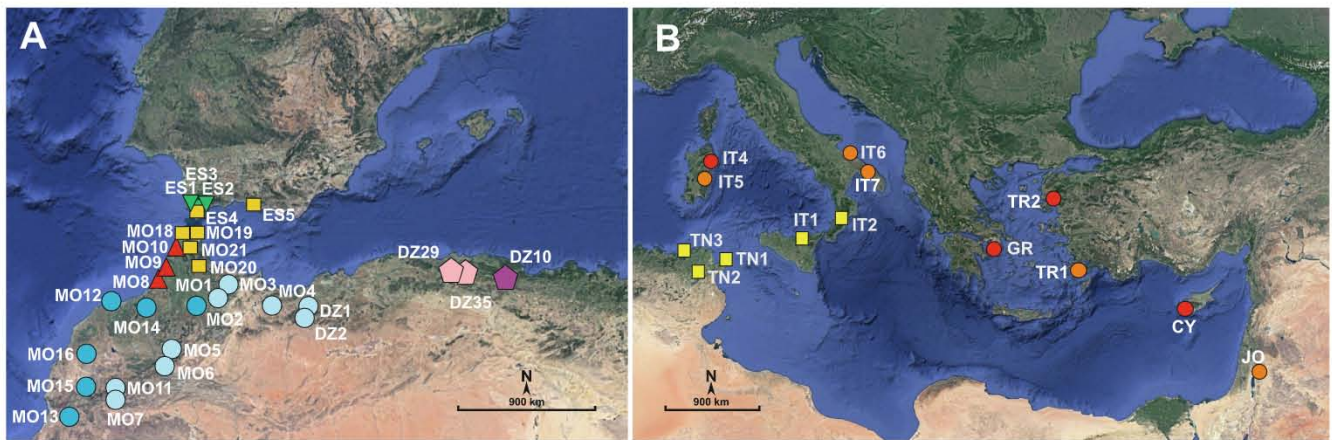 A
ES3
ES1 ES2
ES4
ES5
MO18 MO19
MO10 MO21
MO9 MO20
MO8 MO1 MO3
MO12 MO4
MO14 MO2 DZ1
DZ2
DZ29 DZ10
DZ35
MO16 MO5
MO6
MO15 MO11
MO13 MO7
N
900 km
B
IT4
IT5
IT6
IT7
IT1 IT2
TN3
TN1
TN2
TR2
GR
TR1
CY
JO
N
900 km